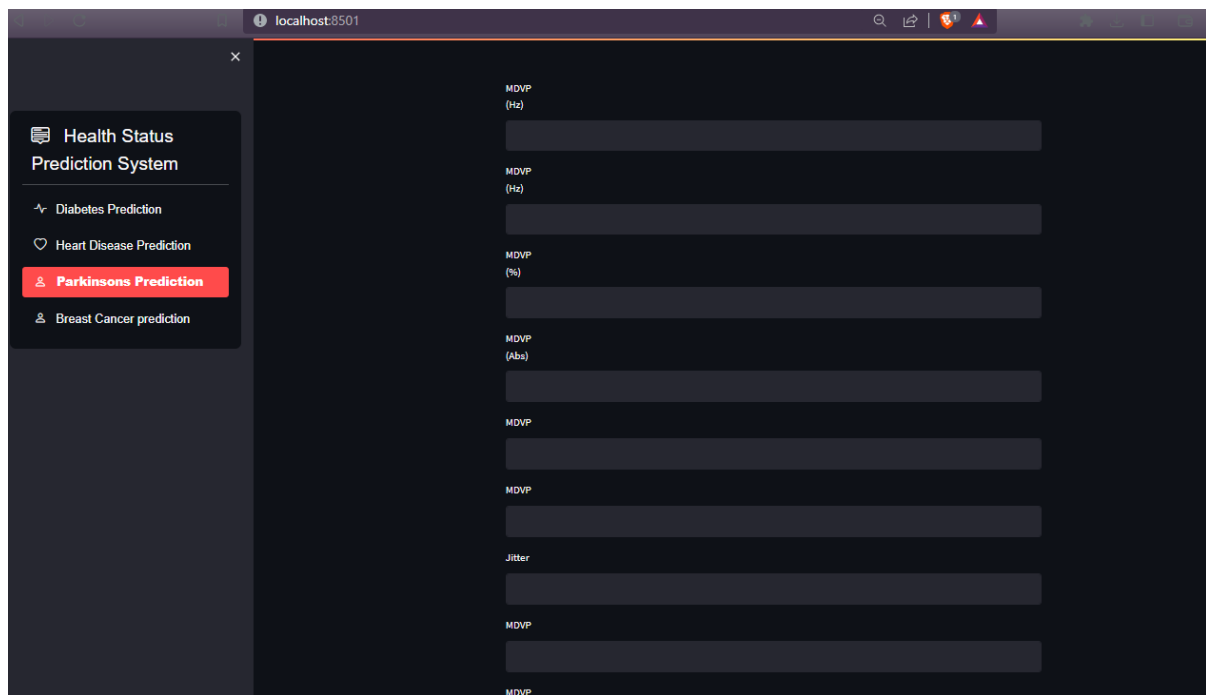 localhost:8501
1
×
Health Status
Prediction System
Diabetes Prediction
Heart Disease Prediction
Parkinsons Prediction
Breast Cancer prediction
MDVP
(Hz)
MDVP
(Hz)
MDVP
(%)
MDVP
(Abs)
MDVP
MDVP
Jitter
MDVP
MDVP